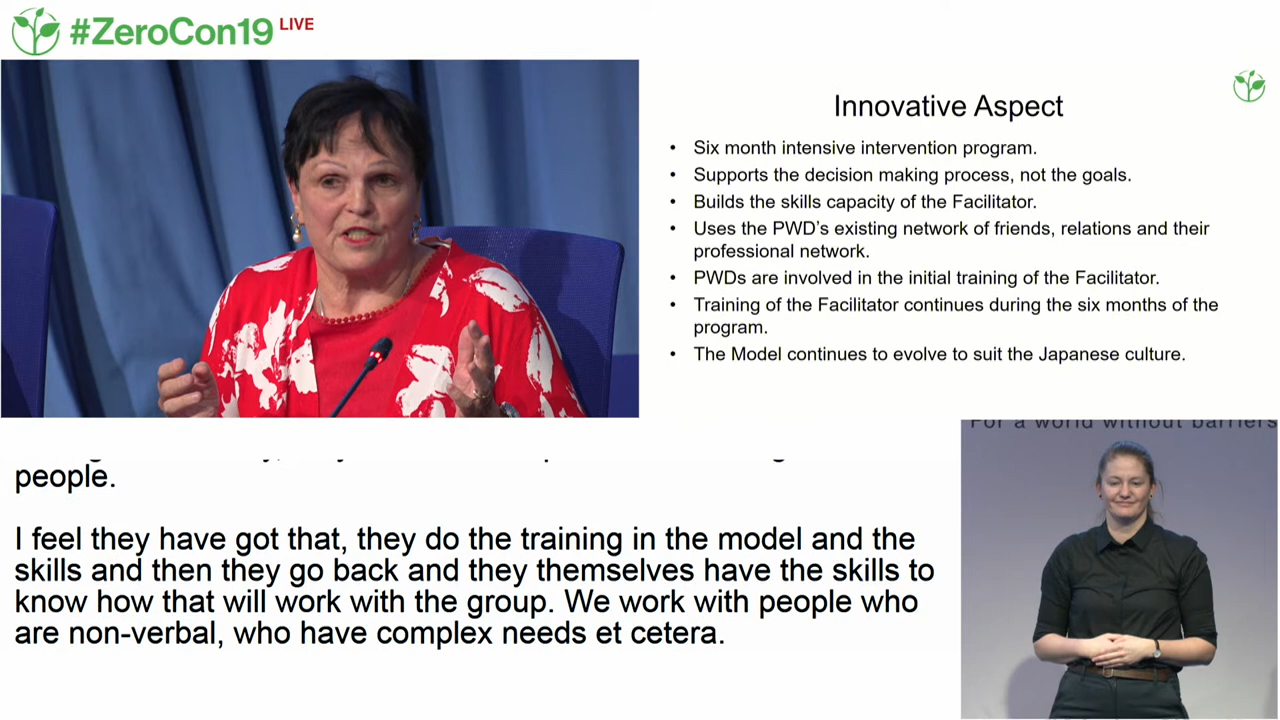 #ZeroCon19 LIVE
Innovative Aspect
• Six month intensive intervention program.
• Supports the decision making process, not the goals.
• Builds the skills capacity of the Facilitator.
• Uses the PWD's existing network of friends, relations and their
professional network.
• PWDs are involved in the initial training of the Facilitator.
• Training of the Facilitator continues during the six months of the
program.
• The Model continues to evolve to suit the Japanese culture.
people.
I feel they have got that, they do the training in the model and the
skills and then they go back and they themselves have the skills to
know how that will work with the group. We work with people who
are non-verbal, who have complex needs et cetera.
For a world without barriers